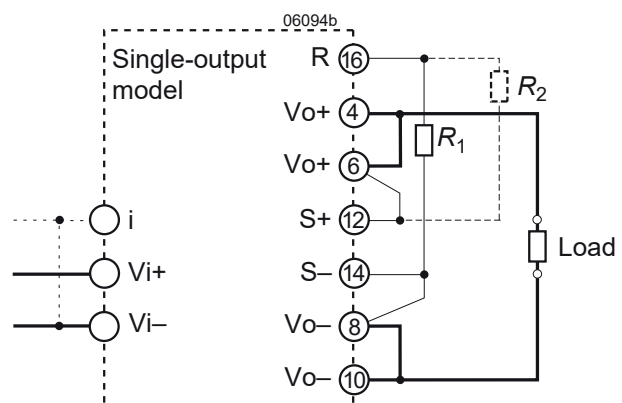 06094b
Single-output
model
R 16
Vo+ 4
Vo+ 6
S+ 12
S– 14
Vo– 8
Vo– 10
i
Vi+
Vi–
R1
R2
Load